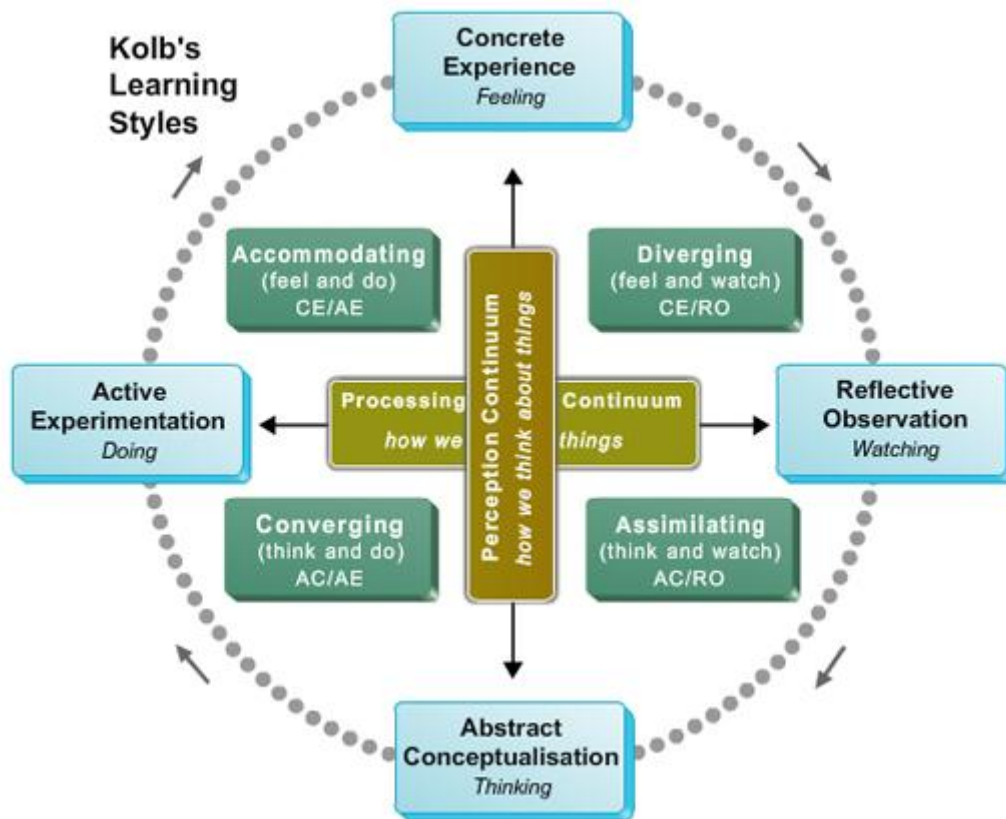 Kolb's
Learning
Styles
Concrete
Experience
Feeling
Accommodating
(feel and do)
CE/AE
Diverging
(feel and watch)
CE/RO
Perception Continuum
how we think about things
Active
Experimentation
Doing
Processing Continuum
how we things
Reflective
Observation
Watching
Converging
(think and do)
AC/AE
Assimilating
(think and watch)
AC/RO
Abstract
Conceptualisation
Thinking